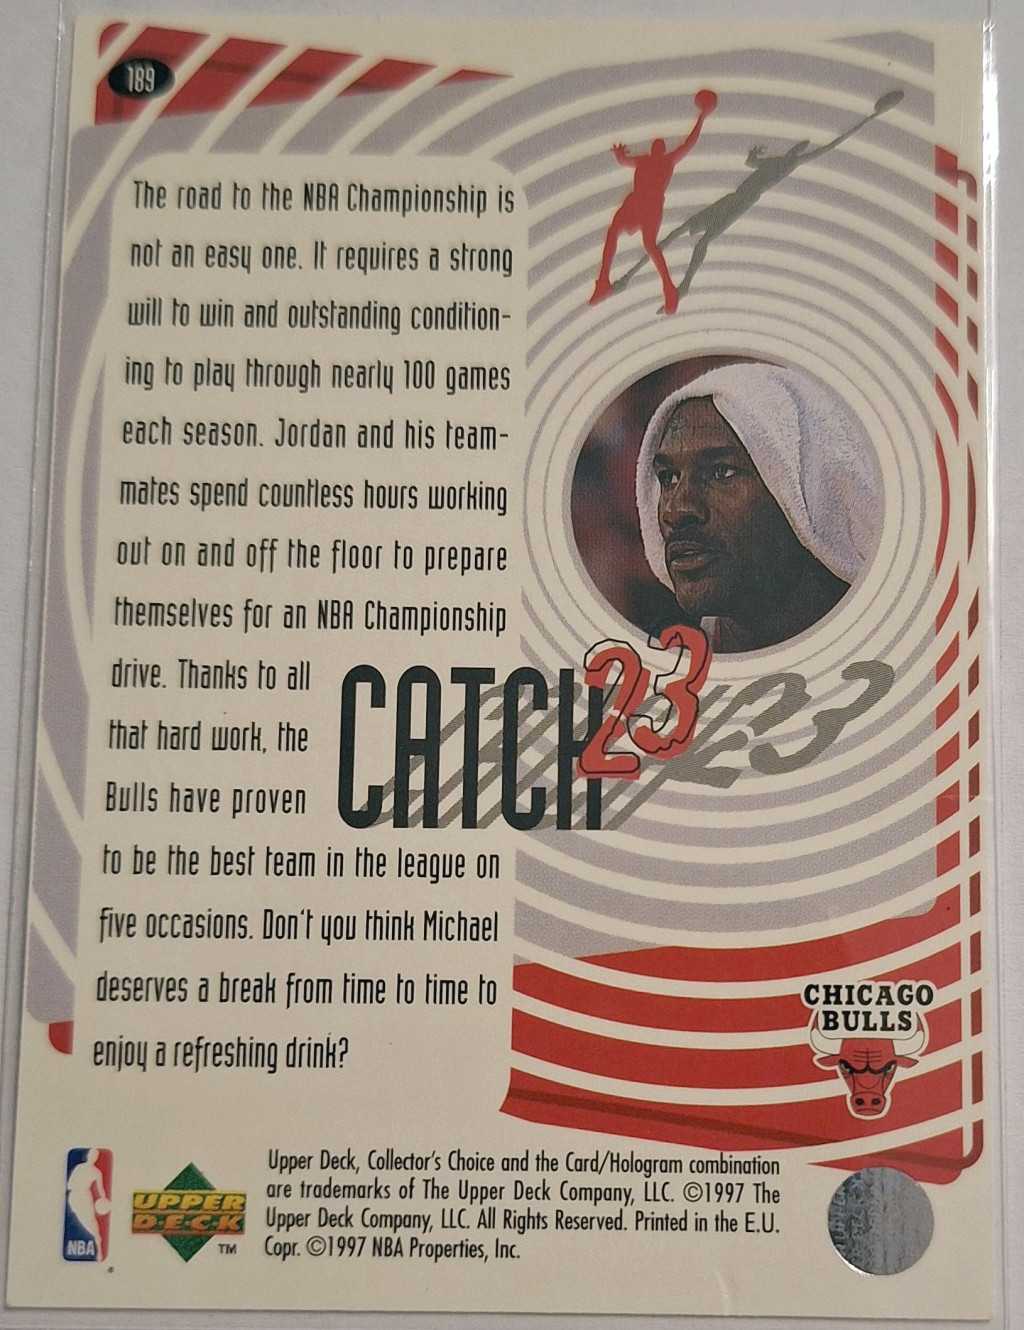 189
The road to the NBA Championship is
not an easy one. It requires a strong
will to win and outstanding condition-
ing to play through nearly 100 games
each season. Jordan and his team-
mates spend countless hours working
out on and off the floor to prepare
themselves for an NBA Championship
drive. Thanks to all
that hard work, the
Bulls have proven
to be the best team in the league on
five occasions. Don't you think Michael
deserves a break from time to time to
enjoy a refreshing drink?
CATCH 23
CHICAGO
BULLS
NBA
UPPER
DECK
TM
Upper Deck, Collector's Choice and the Card/Hologram combination
are trademarks of The Upper Deck Company, LLC. ©1997 The
Upper Deck Company, LLC. All Rights Reserved. Printed in the E.U.
Copr. ©1997 NBA Properties, Inc.